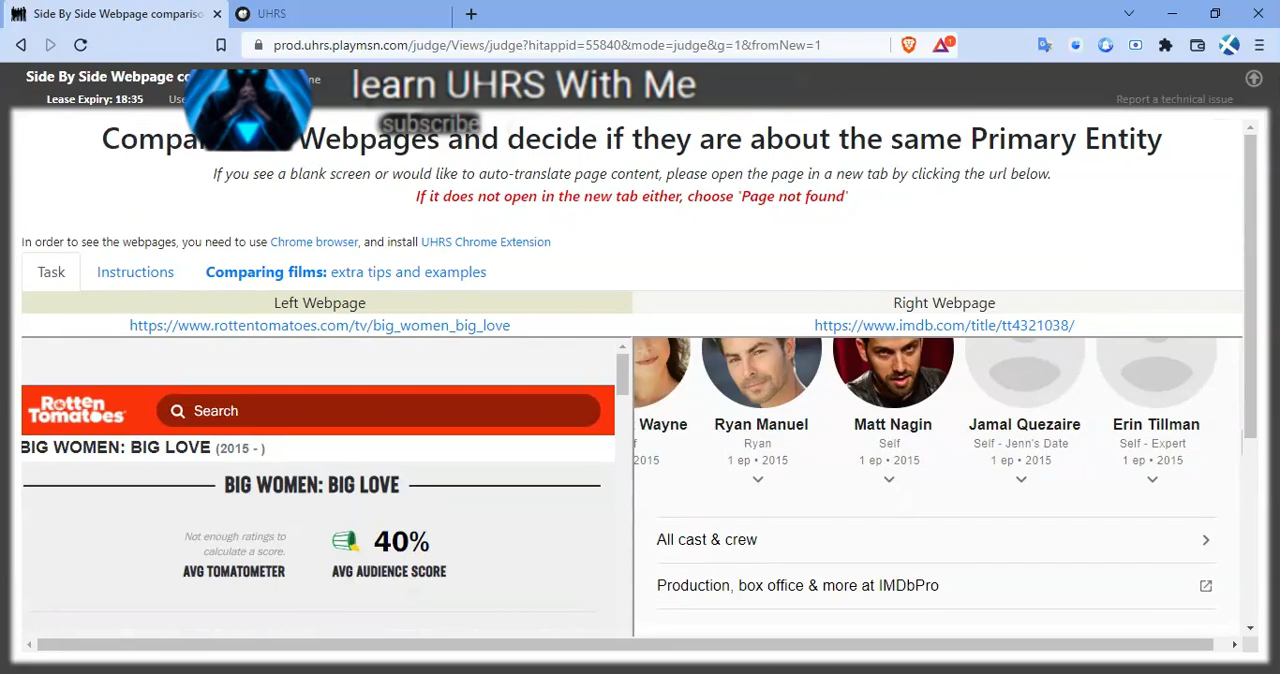 Side By Side Webpage compariso
UHRS
prod.uhrs.playmsn.com/judge/Views/judge?hitappid=55840&mode=judge&g=1&fromNew=1
1
Side By Side Webpage co
ne
learn UHRS With Me
Lease Expiry: 18:35
Use
subscribe
Report a technical issue
Compa Webpages and decide if they are about the same Primary Entity
If you see a blank screen or would like to auto-translate page content, please open the page in a new tab by clicking the url below.
If it does not open in the new tab either, choose 'Page not found'
In order to see the webpages, you need to use Chrome browser, and install UHRS Chrome Extension
Task
Instructions
Comparing films: extra tips and examples
Left Webpage
Right Webpage
https://www.rottentomatoes.com/tv/big_women_big_love
https://www.imdb.com/title/tt4321038/
Rotten
Tomatoes
Search
BIG WOMEN: BIG LOVE (2015 - )
BIG WOMEN: BIG LOVE
Not enough ratings to
calculate a score.
AVG TOMATOMETER
40%
AVG AUDIENCE SCORE
Wayne
f
2015
Ryan Manuel
Ryan
1 ep • 2015
Matt Nagin
Self
1 ep • 2015
Jamal Quezaire
Self - Jenn's Date
1 ep • 2015
Erin Tillman
Self - Expert
1 ep • 2015
All cast & crew
Production, box office & more at IMDbPro